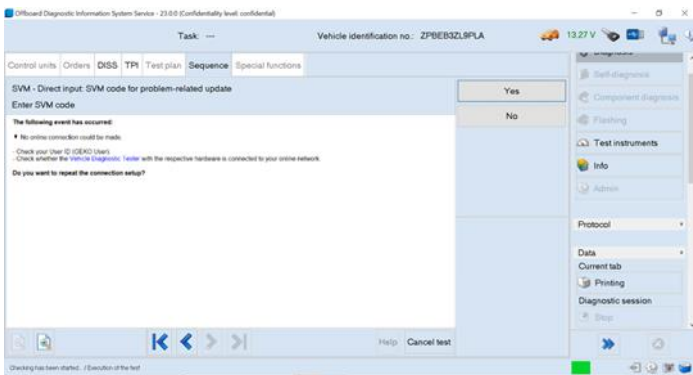 Offboard Diagnostic Information System Service - 23.0.0 (Confidentiality level: confidential)
Task: ---
Vehicle identification no.: ZPBEB3ZL9PLA
13.27 V
Control units Orders DISS TPI Test plan Sequence Special functions
SVM - Direct input: SVM code for problem-related update
Enter SVM code
The following event has occurred:
No online connection could be made.
- Check your User ID (GEKO User)
- Check whether the Vehicle Diagnostic Tester with the respective hardware is connected to your online network.
Do you want to repeat the connection setup?
Yes
No
Self-diagnosis
Component diagnosis
Flashing
Test instruments
Info
Admin
Protocol
Data
Current tab
Printing
Diagnostic session
Stop
Help Cancel test
Checking has been started. / Execution of the test